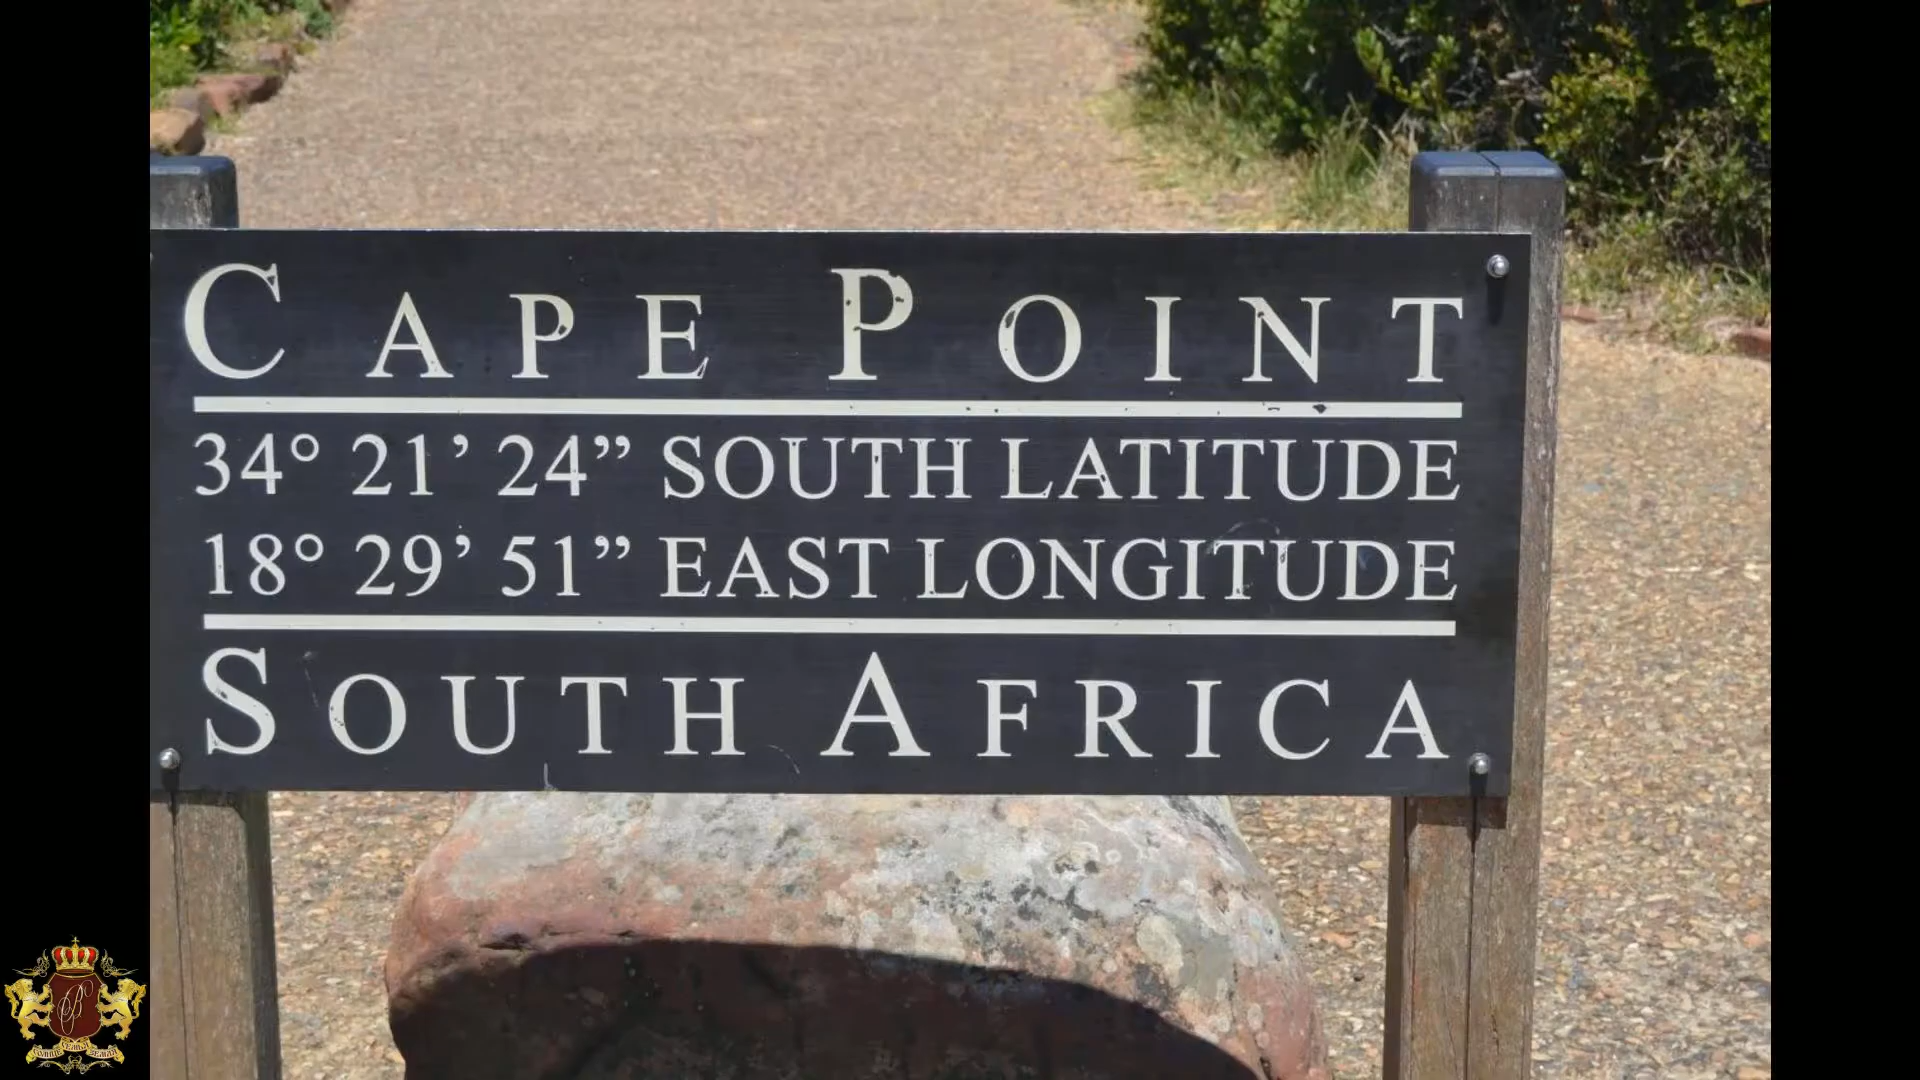 CAPE POINT
34° 21’ 24” SOUTH LATITUDE
18° 29’ 51” EAST LONGITUDE
SOUTH AFRICA